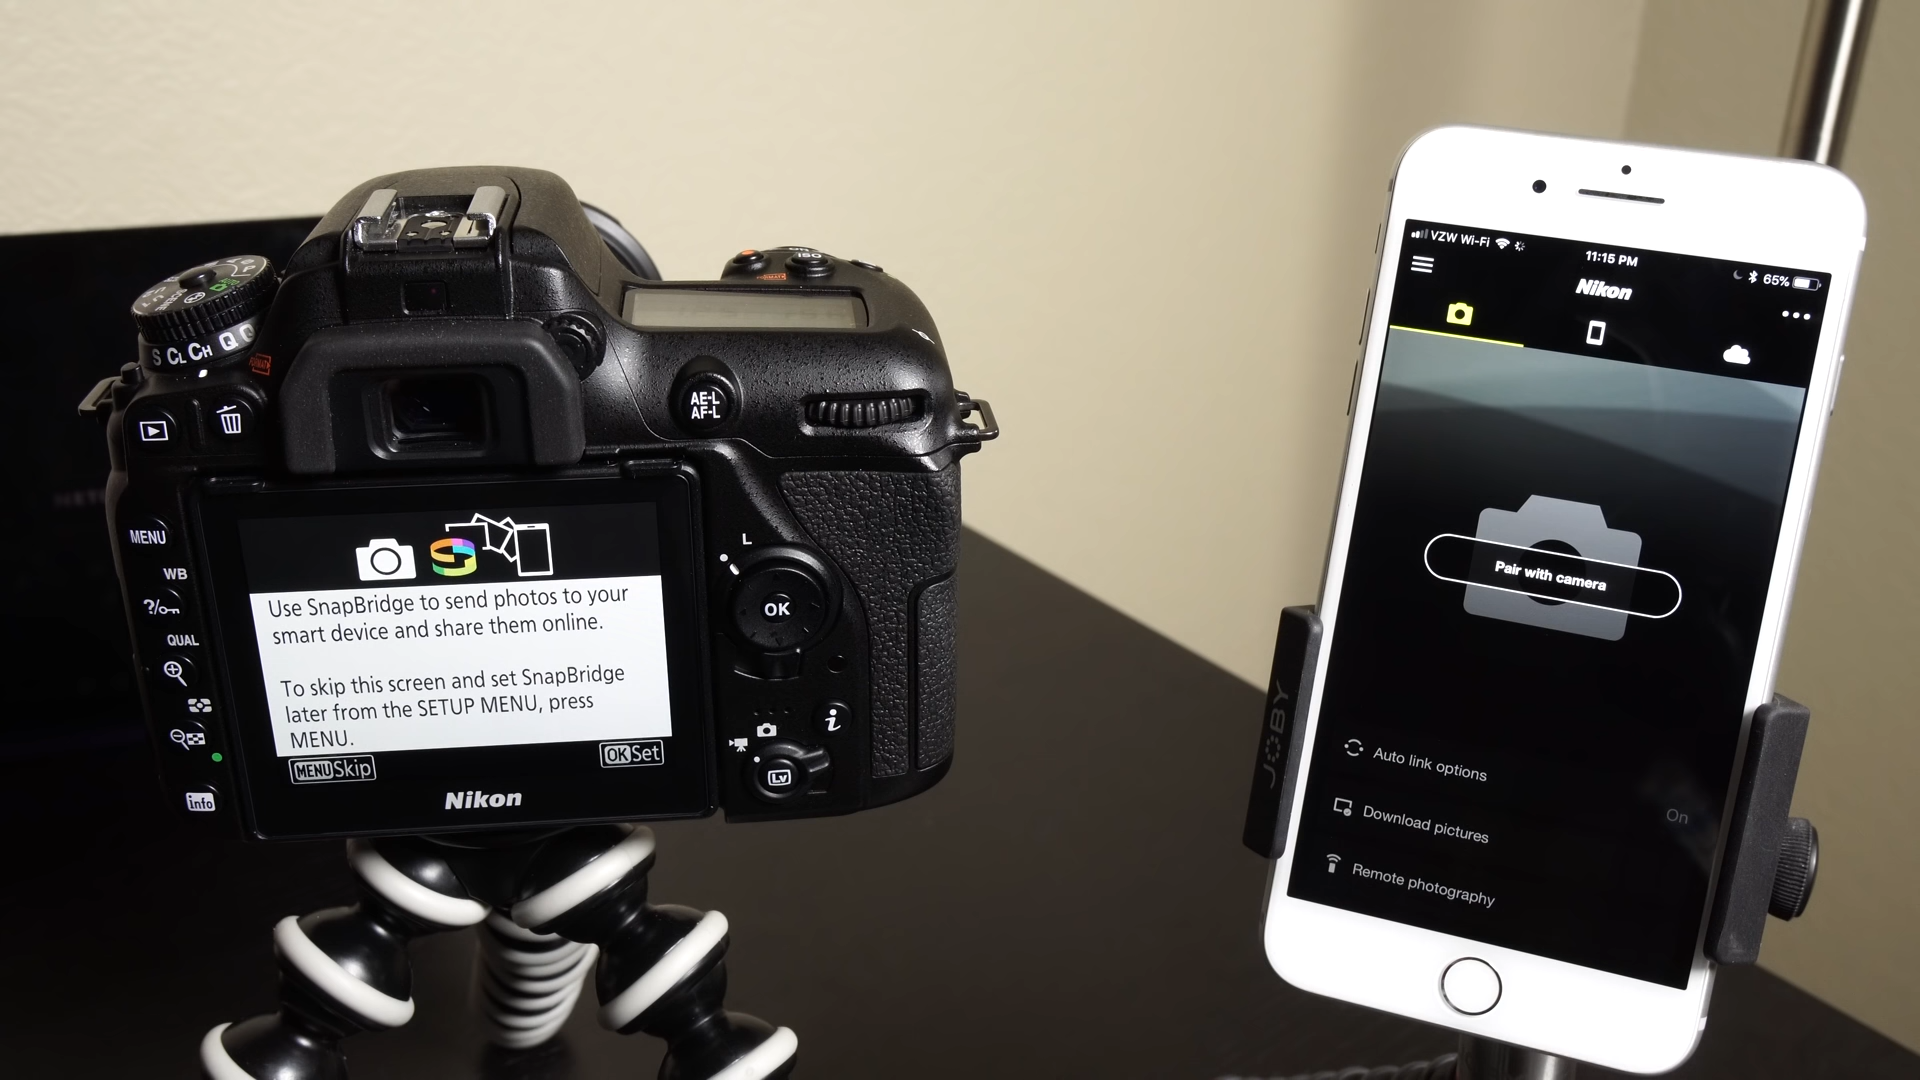 ISO
FORMAT
S CL CH Q
FORMAT
AE-L
AF-L
MENU
WB
?/
QUAL
info
L
OK
i
Lv
Use SnapBridge to send photos to your
smart device and share them online.
To skip this screen and set SnapBridge
later from the SETUP MENU, press
MENU.
MENU Skip
OK Set
Nikon
VZW Wi-Fi
11:15 PM
65%
Nikon
Pair with camera
Auto link options
On
Download pictures
Remote photography
JOBY